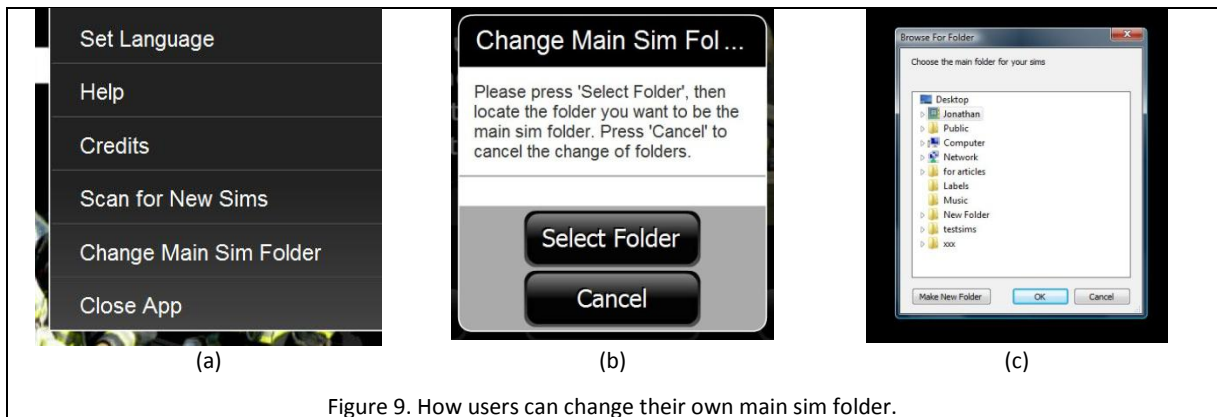 Set Language
Help
Credits
Scan for New Sims
Change Main Sim Folder
Close App
(a)
Change Main Sim Fol ...
Please press 'Select Folder', then
locate the folder you want to be the
main sim folder. Press 'Cancel' to
cancel the change of folders.
Select Folder
Cancel
(b)
Browse For Folder
Choose the main folder for your sims
Desktop
Jonathan
Public
Computer
Network
for articles
Labels
Music
New Folder
testsims
xxx
Make New Folder OK Cancel
(c)
Figure 9. How users can change their own main sim folder.